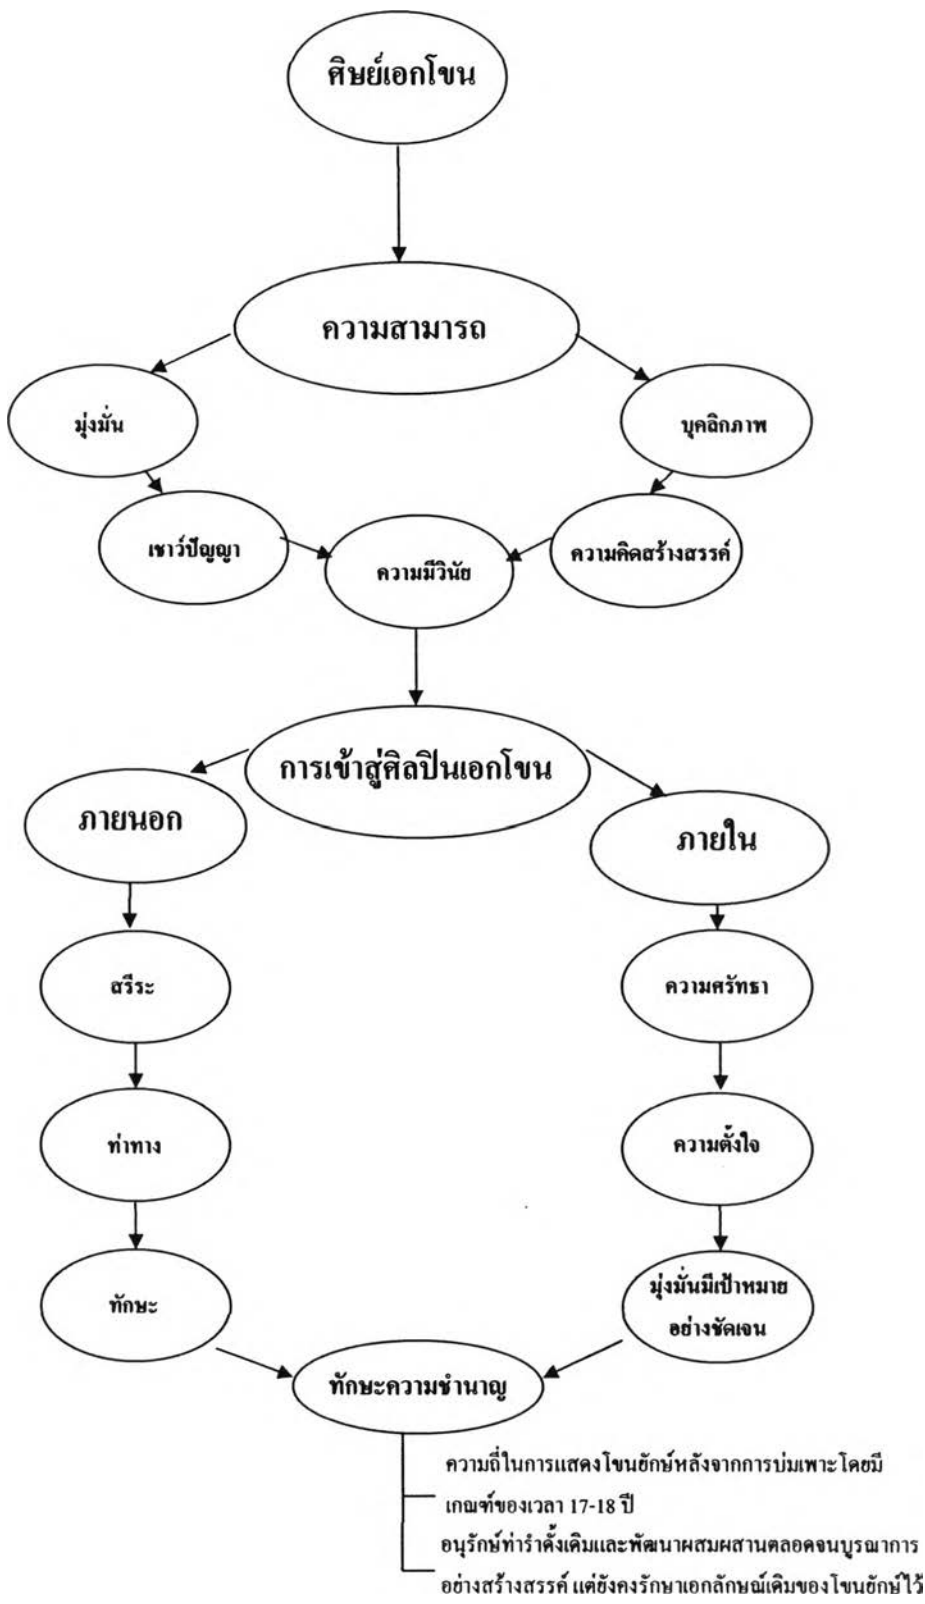 ศิษย์เอกโขน
ความสามารถ
มุ่งมั่น
บุคลิกภาพ
เชาว์ปัญญา
ความมีวินัย
ความคิดสร้างสรรค์
การเข้าสู่ศิลปินเอกโขน
ภายนอก
ภายใน
สรีระ
ความศรัทธา
ท่าทาง
ความตั้งใจ
ทักษะ
มุ่งมั่นมีเป้าหมาย
อย่างชัดเจน
ทักษะความชำนาญ
ความถี่ในการแสดงโขนยักษ์หลังจากการบ่มเพาะโดยมี
เกณฑ์ของเวลา 17-18 ปี
อนุรักษ์ท่ารำดั้งเดิมและพัฒนาผสมผสานตลอดจนบูรณาการ
อย่างสร้างสรรค์ แต่ยังคงรักษาเอกลักษณ์เดิมของโขนยักษ์ไว้